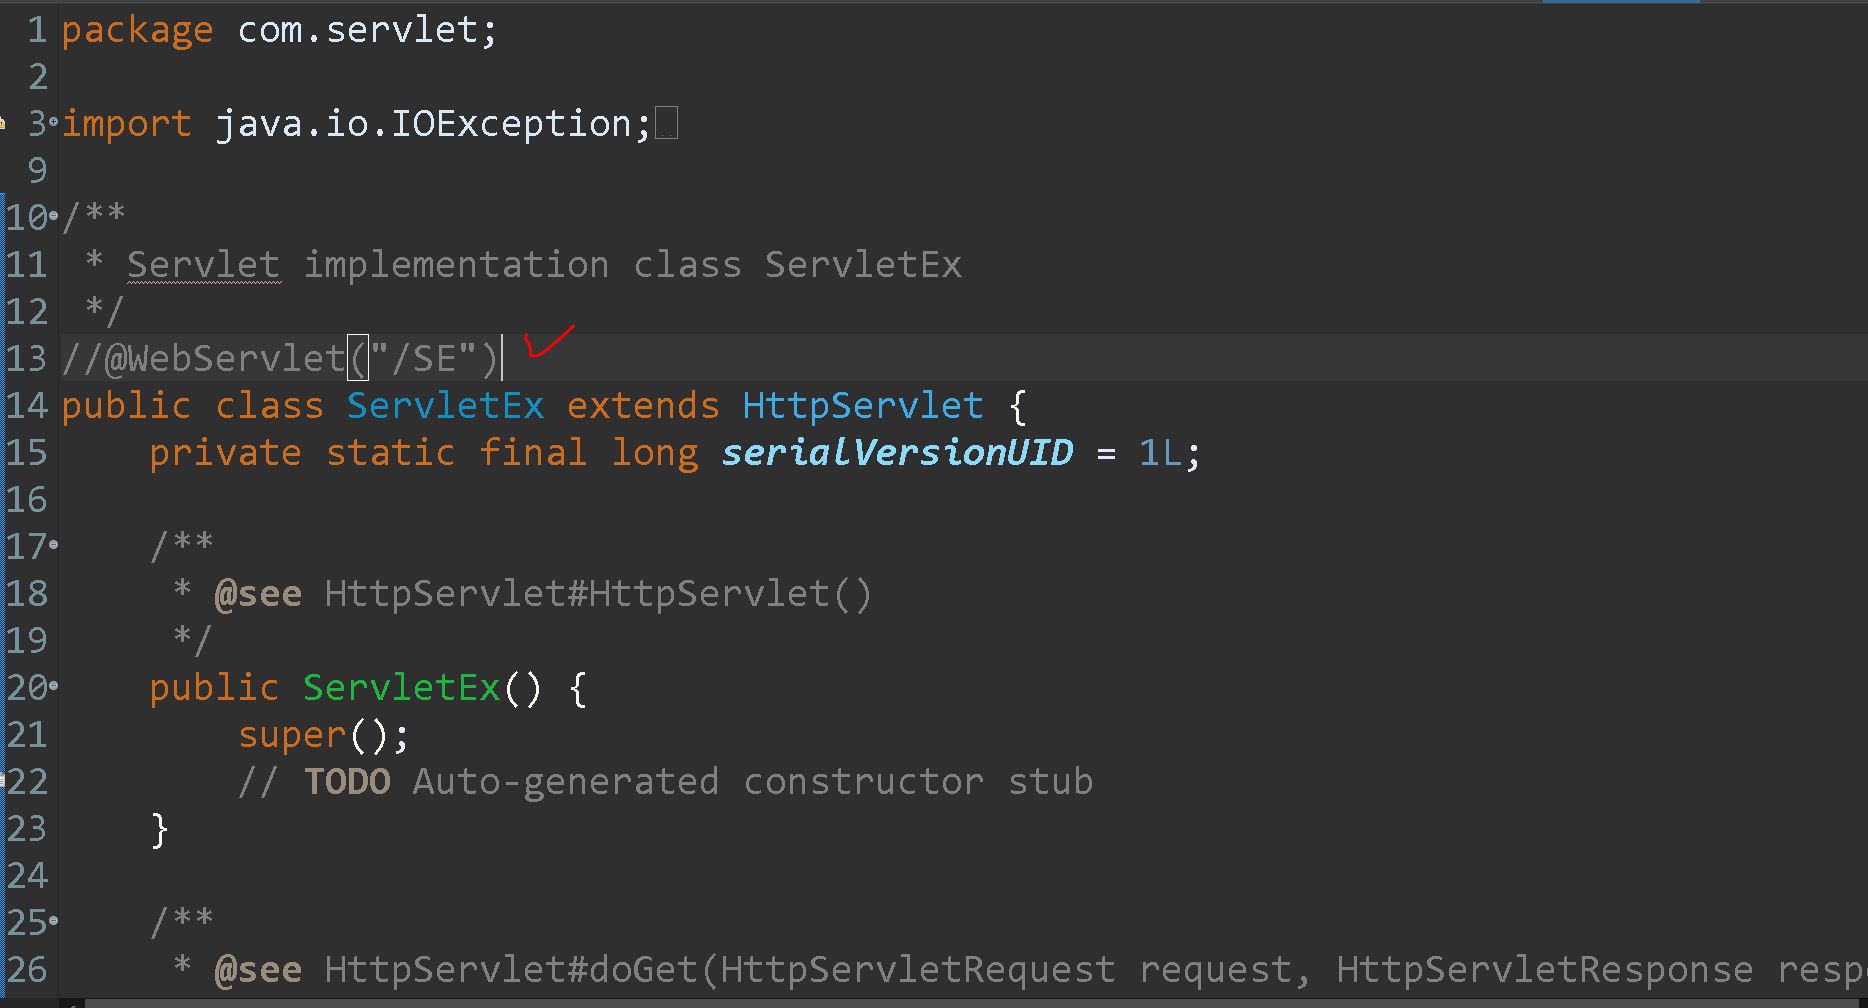 1 package com.servlet;
2
3 import java.io.IOException;
9
10 /**
11  * Servlet implementation class ServletEx
12  */
13 //@WebServlet("/SE")
14 public class ServletEx extends HttpServlet {
15     private static final long serialVersionUID = 1L;
16
17     /**
18      * @see HttpServlet#HttpServlet()
19      */
20     public ServletEx() {
21         super();
22         // TODO Auto-generated constructor stub
23     }
24
25     /**
26      * @see HttpServlet#doGet(HttpServletRequest request, HttpServletResponse resp